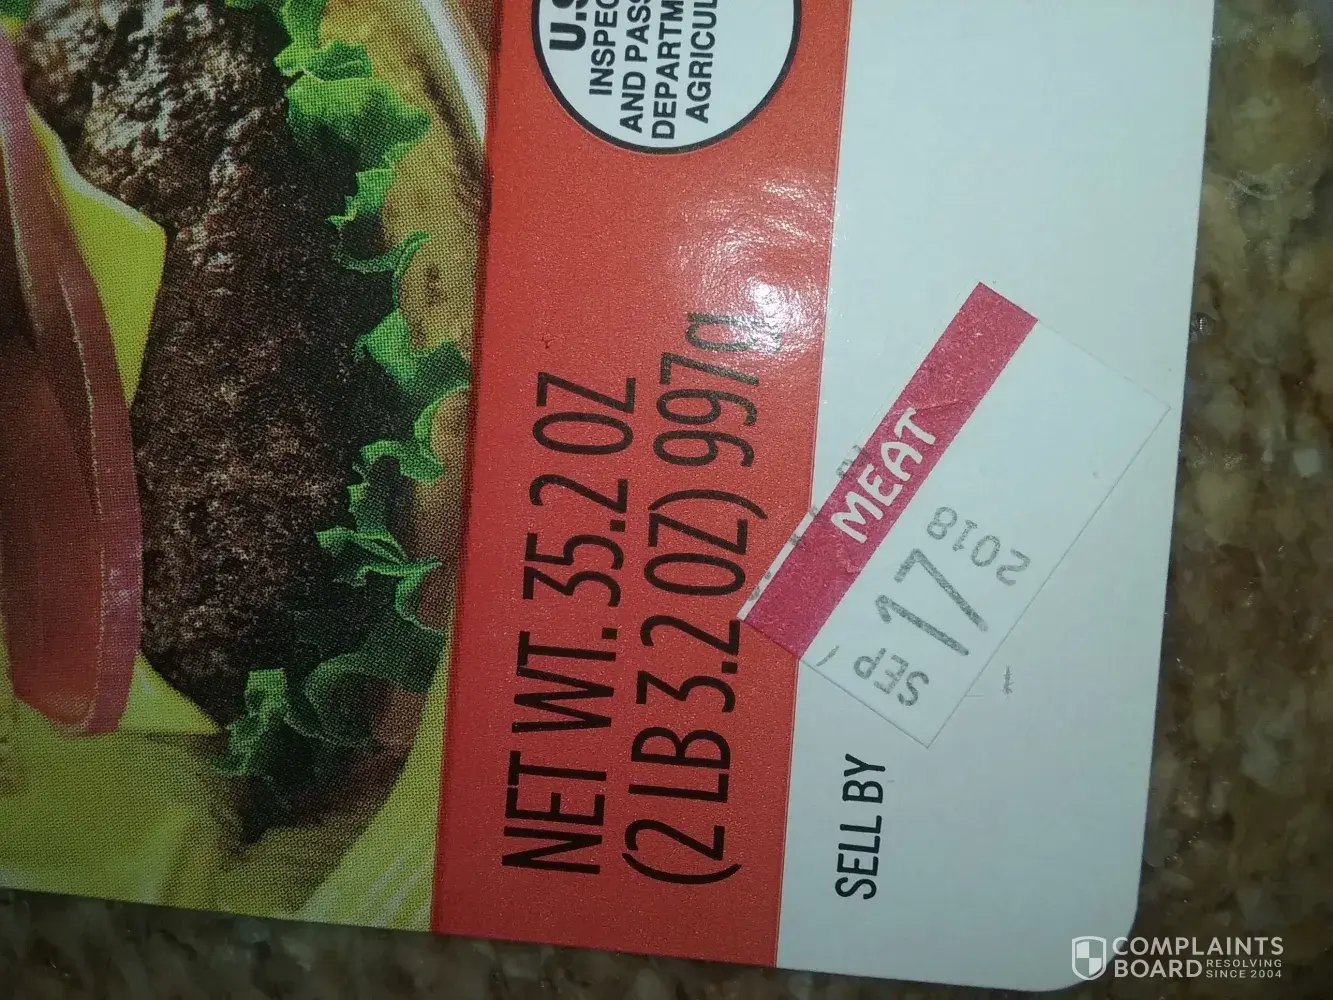 U.S.
INSPEC
AND PASS
DEPARTM
AGRICUL
NET WT. 35.2 OZ
(2 LB 3.2 OZ) 997g
SELL BY
MEAT
SEP 17 2018
COMPLAINTS
BOARD RESOLVING
SINCE 2004